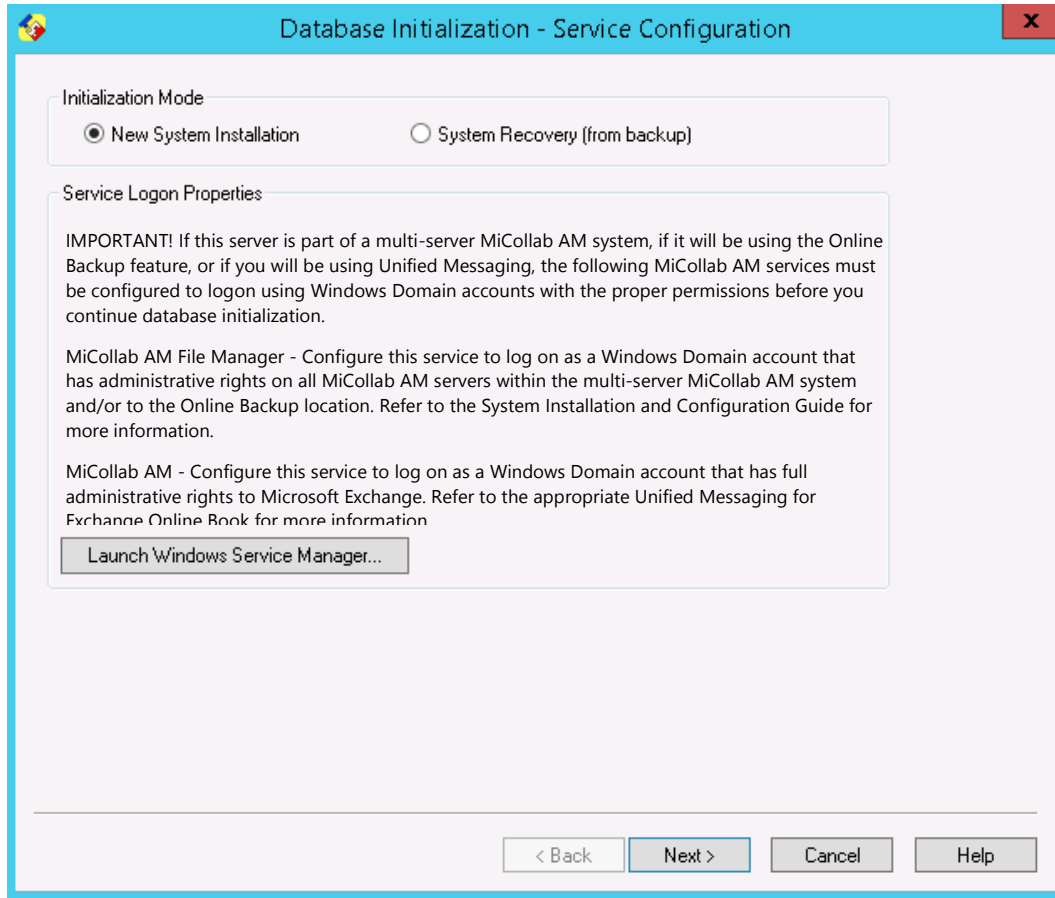 Database Initialization - Service Configuration
x
Initialization Mode
New System Installation
System Recovery (from backup)
Service Logon Properties
IMPORTANT! If this server is part of a multi-server MiCollab AM system, if it will be using the Online
Backup feature, or if you will be using Unified Messaging, the following MiCollab AM services must
be configured to logon using Windows Domain accounts with the proper permissions before you
continue database initialization.
MiCollab AM File Manager - Configure this service to log on as a Windows Domain account that
has administrative rights on all MiCollab AM servers within the multi-server MiCollab AM system
and/or to the Online Backup location. Refer to the System Installation and Configuration Guide for
more information.
MiCollab AM - Configure this service to log on as a Windows Domain account that has full
administrative rights to Microsoft Exchange. Refer to the appropriate Unified Messaging for
Exchange Online Book for more information
Launch Windows Service Manager...
< Back
Next >
Cancel
Help